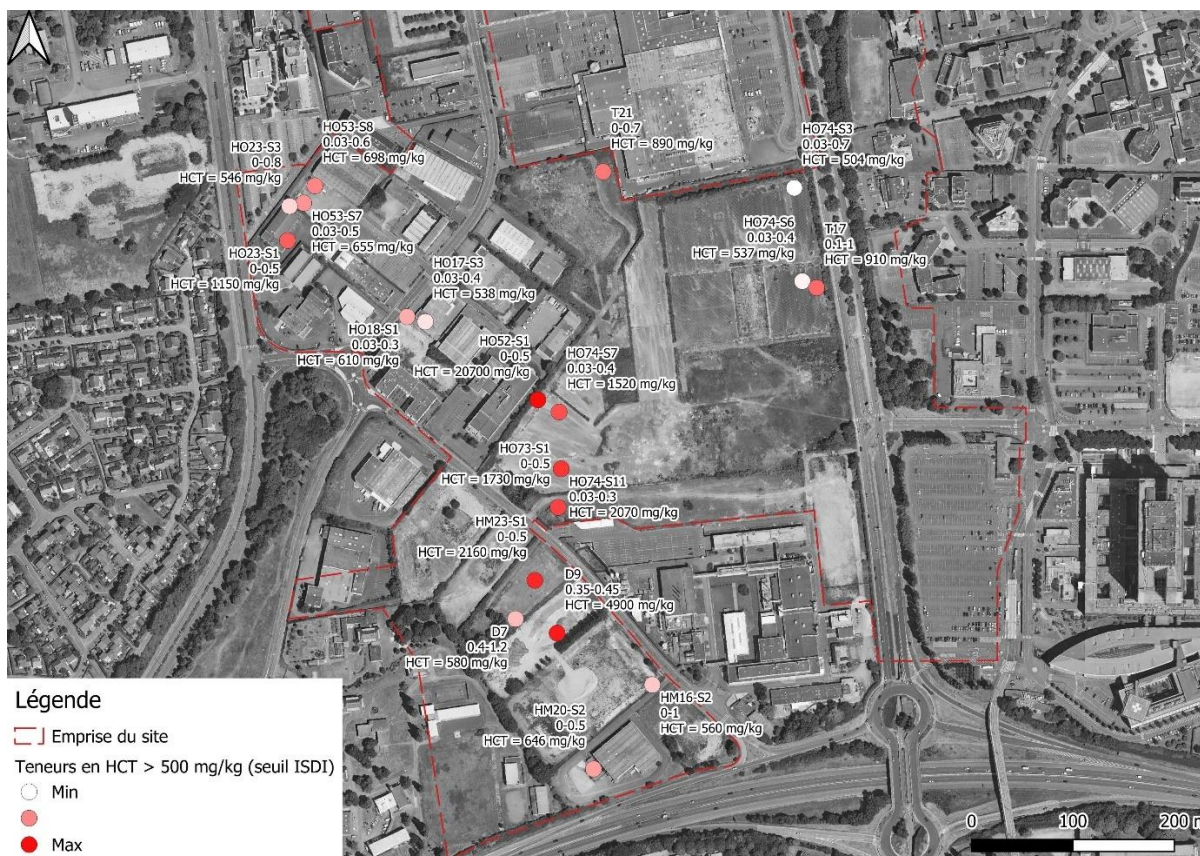 T21
0-0.7
HCT = 890 mg/kg
HO74-S3
0.03-0.7
HCT = 504 mg/kg
HO53-S8
0.03-0.6
HCT = 698 mg/kg
HO23-S3
0-0.8
HCT = 546 mg/kg
HO53-S7
0.03-0.5
HCT = 655 mg/kg
HO74-S6
0.03-0.4
HCT = 537 mg/kg
T17
0.1-1
HCT = 910 mg/kg
HO23-S1
0-0.5
HCT = 1150 mg/kg
HO17-S3
0.03-0.4
HCT = 538 mg/kg
HO18-S1
0.03-0.3
HCT = 610 mg/kg
HO52-S1
0-0.5
HCT = 20700 mg/kg
HO74-S7
0.03-0.4
HCT = 1520 mg/kg
HO73-S1
0-0.5
HCT = 1730 mg/kg
HO74-S11
0.03-0.3
HCT = 2070 mg/kg
HM23-S1
0-0.5
HCT = 2160 mg/kg
D9
0.35-0.45
HCT = 4900 mg/kg
D7
0.4-1.2
HCT = 580 mg/kg
HM16-S2
0-1
HCT = 560 mg/kg
HM20-S2
0-0.5
HCT = 646 mg/kg
Légende
Emprise du site
Teneurs en HCT > 500 mg/kg (seuil ISDI)
Min
Max
0 100 200 m